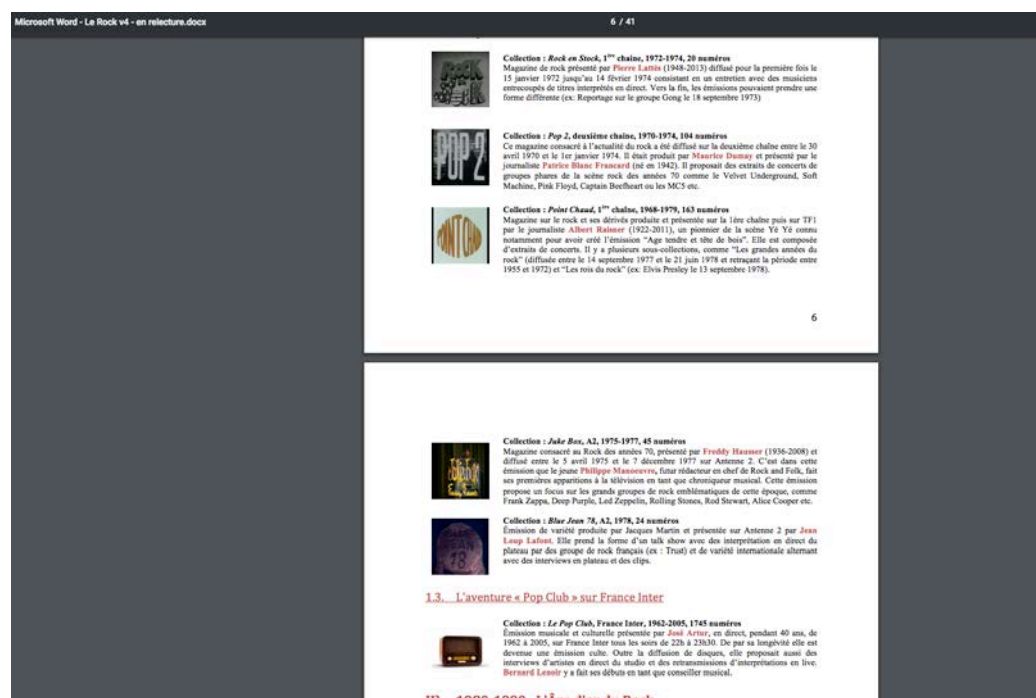 Microsoft Word - Le Rock v4 - en relecture.docx
6 / 41
Collection : Rock en Stock, 1ère chaîne, 1972-1974, 20 numéros
Magazine de rock présenté par Pierre Lattès (1948-2013) diffusé pour la première fois le
15 janvier 1972 jusqu'au 14 février 1974 consistant en un entretien avec des musiciens
entrecoupés de titres interprétés en direct. Vers la fin, les émissions pouvaient prendre une
forme différente (ex: Reportage sur le groupe Gong le 18 septembre 1973)
POP 2
Collection : Pop 2, deuxième chaîne, 1970-1974, 104 numéros
Ce magazine consacré à l'actualité du rock a été diffusé sur la deuxième chaîne entre le 30
avril 1970 et le 1er janvier 1974. Il était produit par Maurice Dumay et présenté par le
journaliste Patrice Blanc Francard (né en 1942). Il proposait des extraits de concerts de
groupes phares de la scène rock des années 70 comme le Velvet Underground, Soft
Machine, Pink Floyd, Captain Beefheart ou les MC5 etc.
POINT CHAUD
Collection : Point Chaud, 1ère chaîne, 1968-1979, 163 numéros
Magazine sur le rock et ses dérivés produite et présentée sur la 1ère chaîne puis sur TF1
par le journaliste Albert Raisner (1922-2011), un pionnier de la scène Yé Yé connu
notamment pour avoir créé l'émission "Age tendre et tête de bois". Elle est composée
d'extraits de concerts. Il y a plusieurs sous-collections, comme "Les grandes années du
rock" (diffusée entre le 14 septembre 1977 et le 21 juin 1978 et retraçant la période entre
1955 et 1972) et "Les rois du rock" (ex: Elvis Presley le 13 septembre 1978).
6
Collection : Juke Box, A2, 1975-1977, 45 numéros
Magazine consacré au Rock des années 70, présenté par Freddy Hausser (1936-2008) et
diffusé entre le 5 avril 1975 et le 7 décembre 1977 sur Antenne 2. C'est dans cette
émission que le jeune Philippe Manoeuvre, futur rédacteur en chef de Rock and Folk, fait
ses premières apparitions à la télévision en tant que chroniqueur musical. Cette émission
propose un focus sur les grands groupes de rock emblématiques de cette époque, comme
Frank Zappa, Deep Purple, Led Zeppelin, Rolling Stones, Rod Stewart, Alice Cooper etc.
Collection : Blue Jean 78, A2, 1978, 24 numéros
Émission de variété produite par Jacques Martin et présentée sur Antenne 2 par Jean
Loup Lafont. Elle prend la forme d'un talk show avec des interprétation en direct du
plateau par des groupe de rock français (ex : Trust) et de variété internationale alternant
avec des interviews en plateau et des clips.
1.3. L'aventure « Pop Club » sur France Inter
Collection : Le Pop Club, France Inter, 1962-2005, 1745 numéros
Émission musicale et culturelle présentée par José Artur, en direct, pendant 40 ans, de
1962 à 2005, sur France Inter tous les soirs de 22h à 23h30. De par sa longévité elle est
devenue une émission culte. Outre la diffusion de disques, elle proposait aussi des
interviews d'artistes en direct du studio et des retransmissions d'interprétations en live.
Bernard Lenoir y a fait ses débuts en tant que conseiller musical.